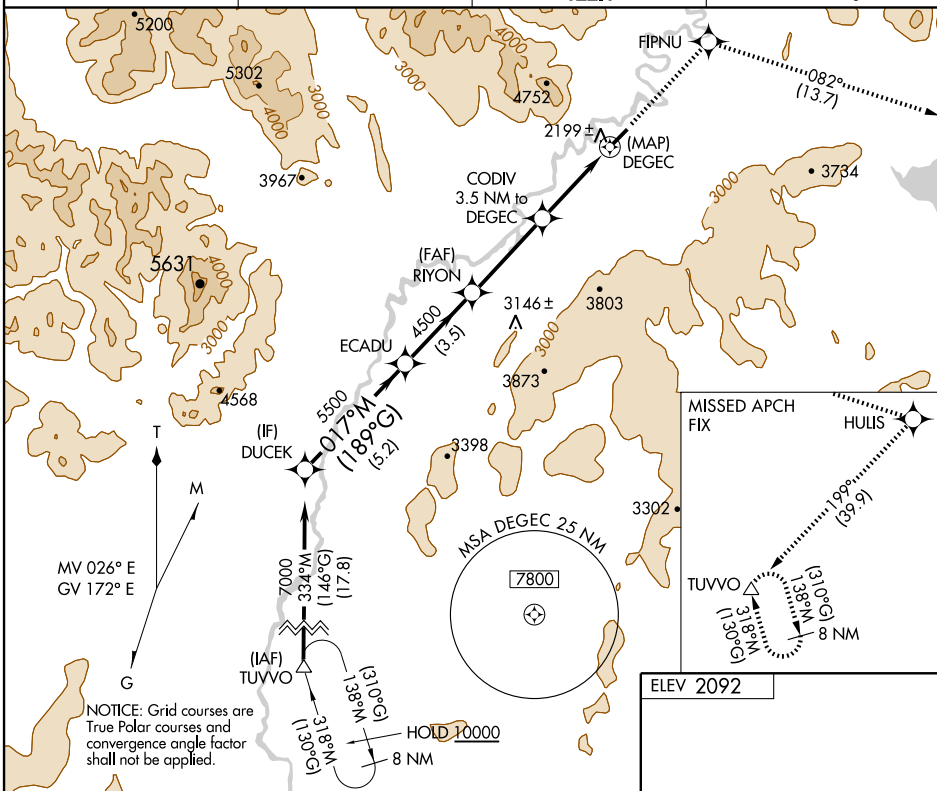 5200
5302
4000
3000
3967
4000
3000
4752
FIPNU
082°
(13.7)
2199 ±
(MAP)
DEGEC
CODIV
3.5 NM to
DEGEC
3000
3734
5631
4000
3000
4568
(FAF)
RIYON
4500
(3.5)
3146 ±
3803
3000
3873
ECADU
5500
017°M
(189°G)
(5.2)
(IF)
DUCEK
3398
3302
T
M
MV 026° E
GV 172° E
G
7000
334°M
(146°G)
(17.8)
(IAF)
TUVVO
(310°G)
138°M
318°M
(130°G)
HOLD 10000
8 NM
MSA DEGEC 25 NM
7800
NOTICE: Grid courses are
True Polar courses and
convergence angle factor
shall not be applied.
MISSED APCH
FIX
HULIS
199°
(39.9)
TUVVO
(310°G)
138°M
318°M
(130°G)
8 NM
ELEV 2092